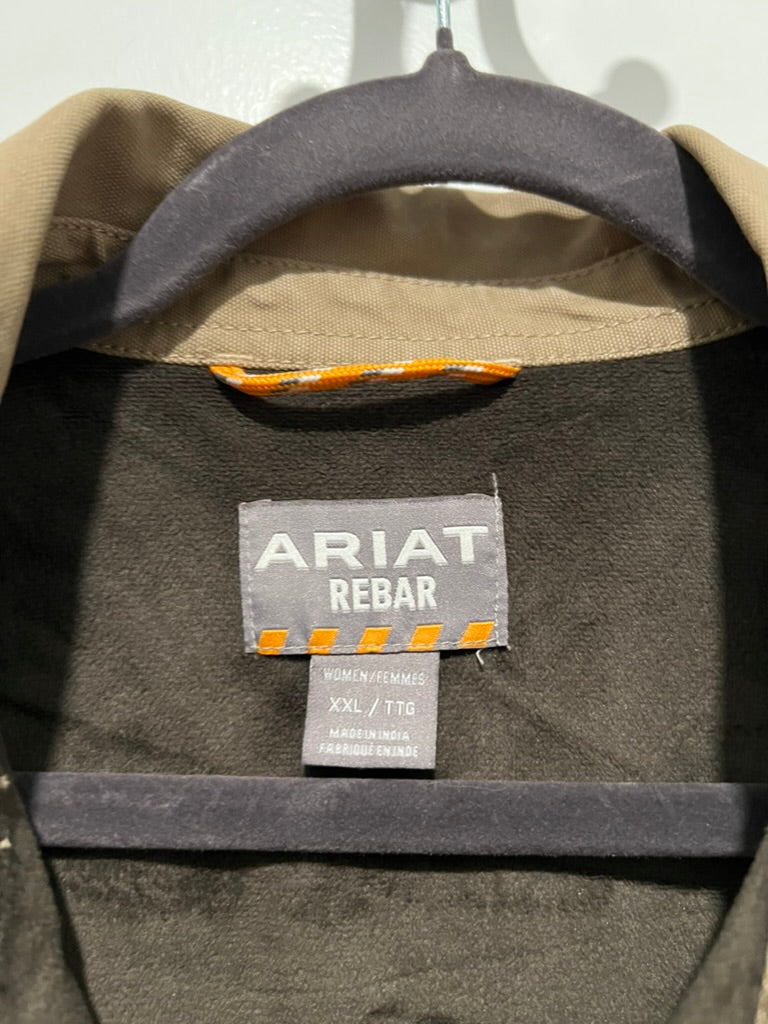 ARIAT
REBAR
WOMEN/FEMMES
XXL / TTG
MADE IN INDIA
FABRIQUÉ EN INDE